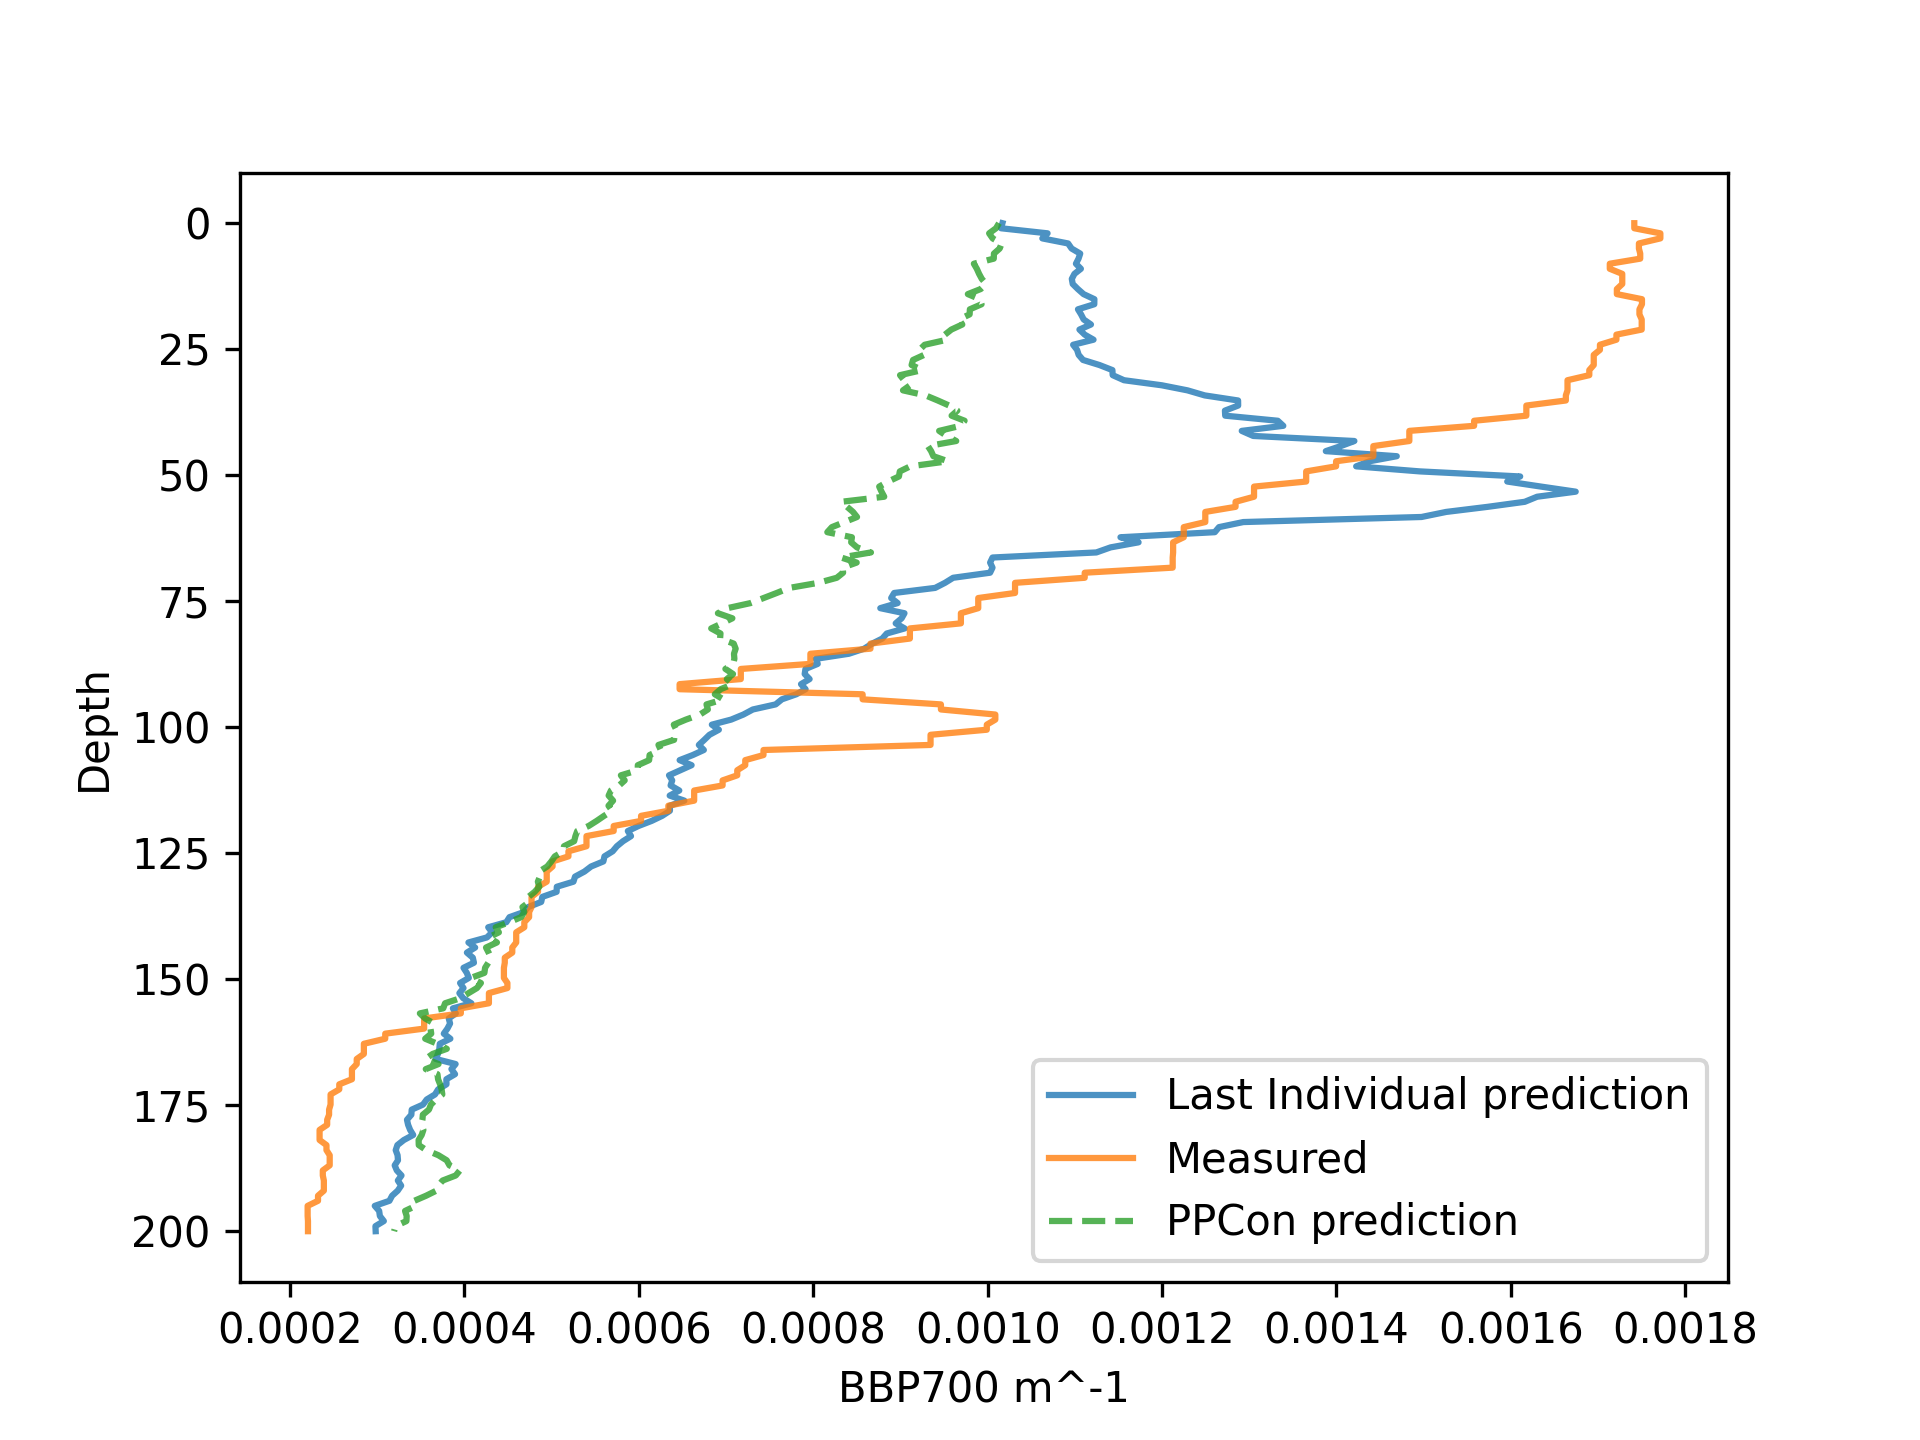 0
25
50
75
100
125
150
175
200
Depth
0.0002 0.0004 0.0006 0.0008 0.0010 0.0012 0.0014 0.0016 0.0018
BBP700 m^-1
Last Individual prediction
Measured
PPCon prediction